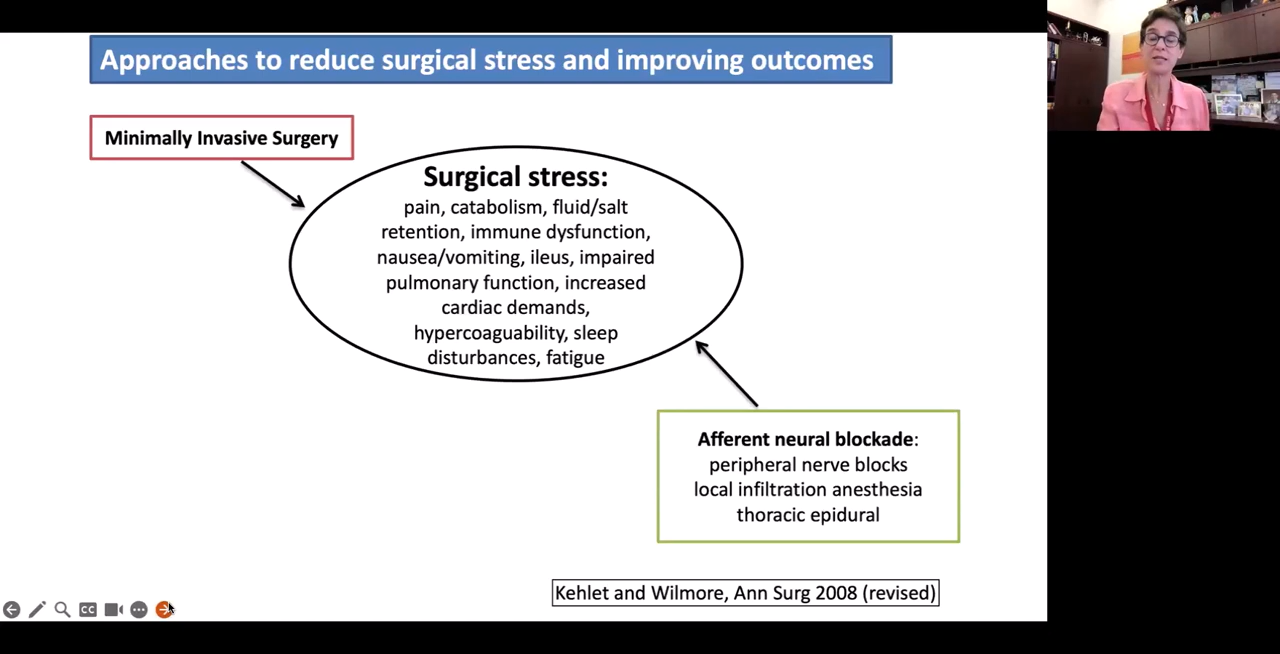 Approaches to reduce surgical stress and improving outcomes
Minimally Invasive Surgery
Surgical stress:
pain, catabolism, fluid/salt
retention, immune dysfunction,
nausea/vomiting, ileus, impaired
pulmonary function, increased
cardiac demands,
hypercoaguability, sleep
disturbances, fatigue
Afferent neural blockade:
peripheral nerve blocks
local infiltration anesthesia
thoracic epidural
Kehlet and Wilmore, Ann Surg 2008 (revised)
CC